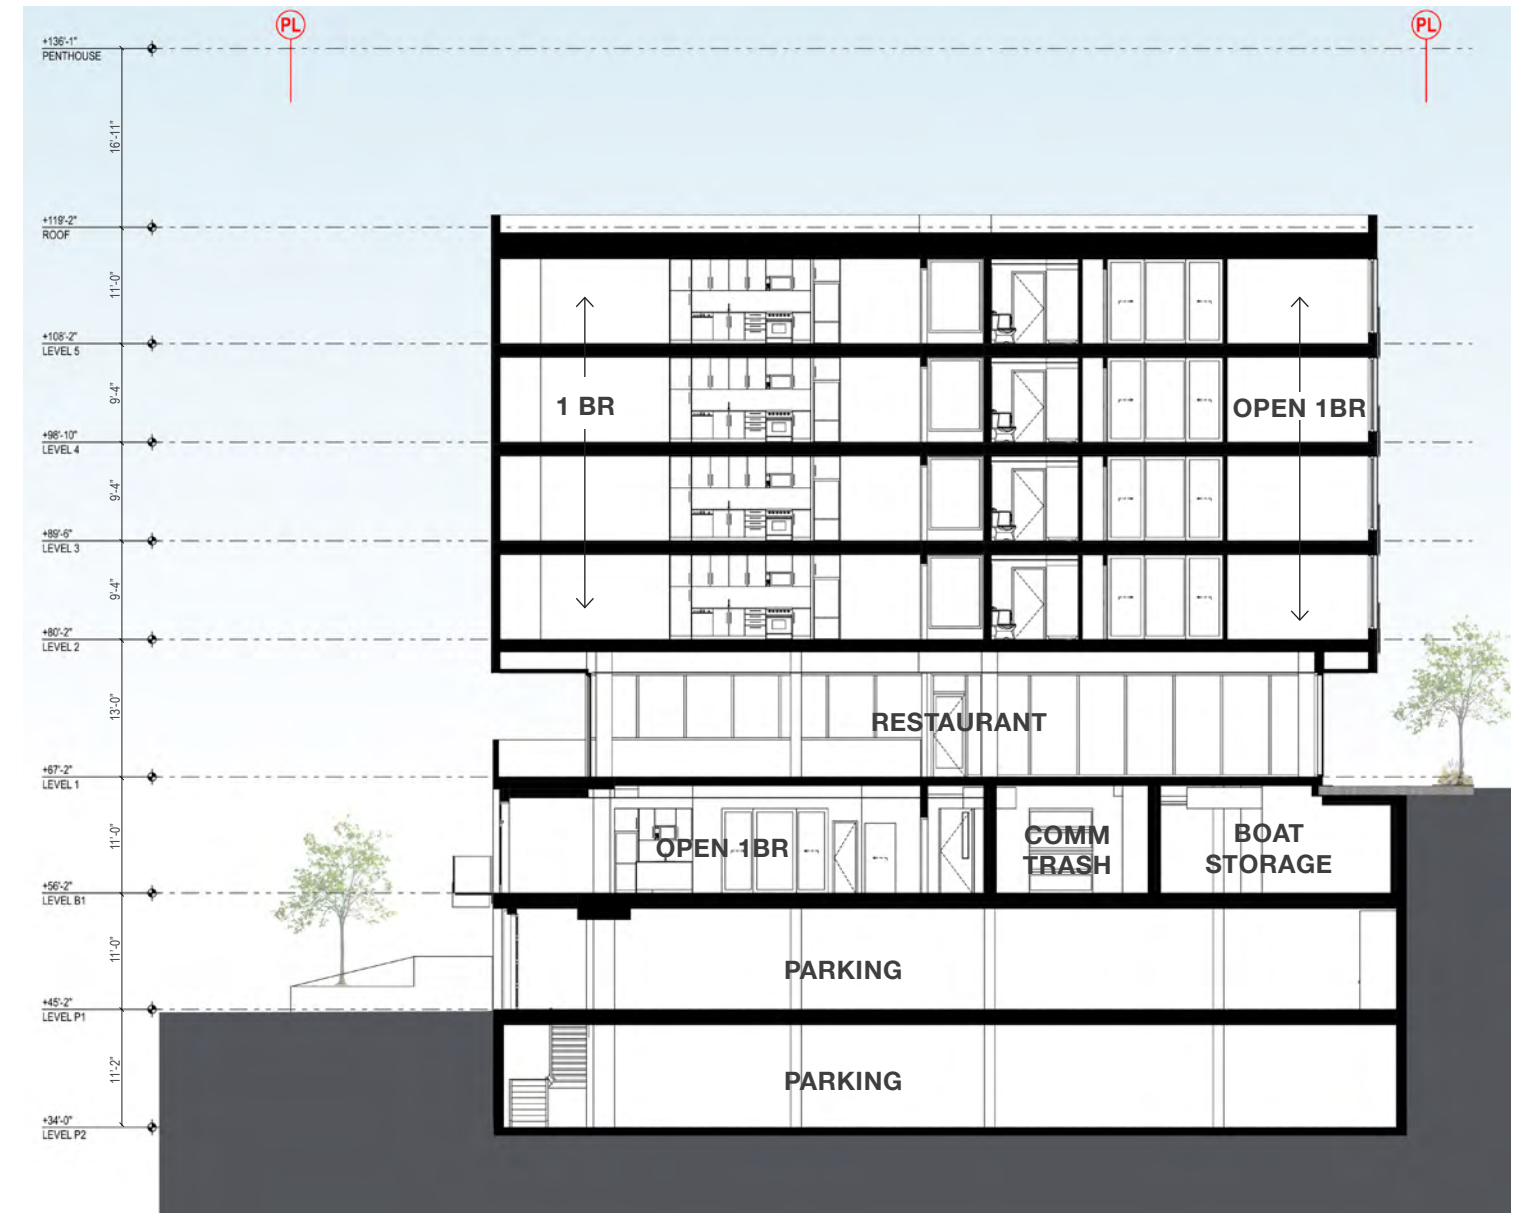 PL
PL
+136'-1"
PENTHOUSE
16'-11"
+119'-2"
ROOF
11'-0"
+108'-2"
LEVEL 5
9'-4"
1 BR
OPEN 1BR
+98'-10"
LEVEL 4
9'-4"
+89'-6"
LEVEL 3
9'-4"
+80'-2"
LEVEL 2
13'-0"
RESTAURANT
+67'-2"
LEVEL 1
11'-0"
OPEN 1BR
COMM
TRASH
BOAT
STORAGE
+56'-2"
LEVEL B1
11'-0"
PARKING
+45'-2"
LEVEL P1
11'-2"
PARKING
+34'-0"
LEVEL P2